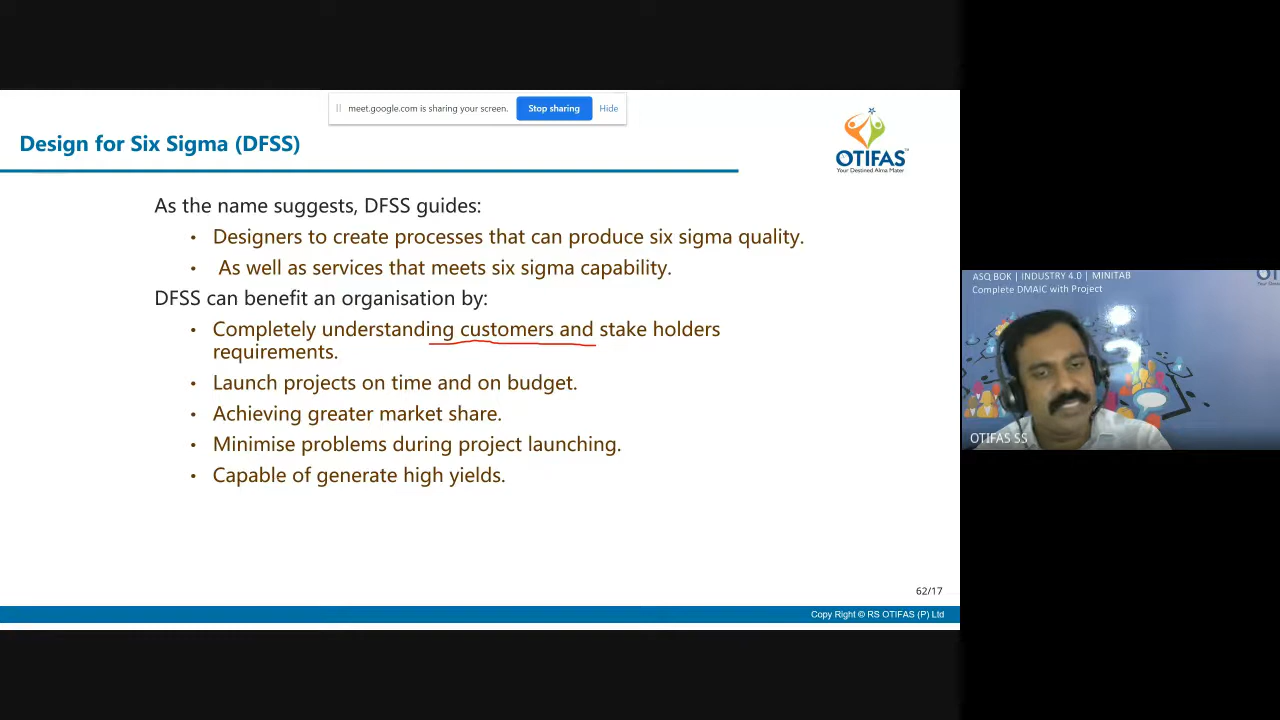 meet.google.com is sharing your screen.
Stop sharing
Hide
Design for Six Sigma (DFSS)
OTIFAS
Your Destined Alma Mater
As the name suggests, DFSS guides:
• Designers to create processes that can produce six sigma quality.
• As well as services that meets six sigma capability.
DFSS can benefit an organisation by:
• Completely understanding customers and stake holders
requirements.
• Launch projects on time and on budget.
• Achieving greater market share.
• Minimise problems during project launching.
• Capable of generate high yields.
62/17
Copy Right © RS OTIFAS (P) Ltd
ASQ BOK | INDUSTRY 4.0 | MINITAB
Complete DMAIC with Project
OTIFAS SS